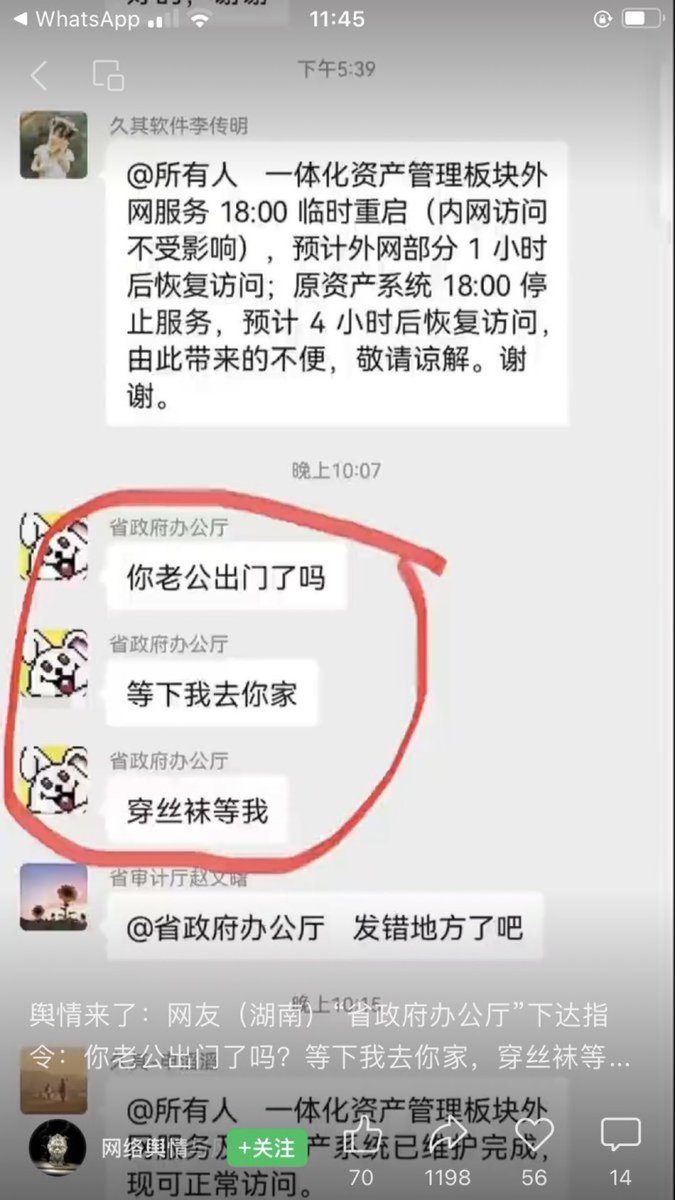 WhatsApp
11:45
下午5:39
久其软件李传明
@所有人 一体化资产管理板块外
网服务 18:00 临时重启（内网访问
不受影响），预计外网部分 1 小时
后恢复访问；原资产系统 18:00 停
止服务，预计 4 小时后恢复访问，
由此带来的不便，敬请谅解。谢
谢。
晚上10:07
省政府办公厅
你老公出门了吗
省政府办公厅
等下我去你家
省政府办公厅
穿丝袜等我
省审计厅赵文曙
@省政府办公厅 发错地方了吧
晚上10:15
舆情来了：网友（湖南）“省政府办公厅”下达指
令：你老公出门了吗？等下我去你家，穿丝袜等...
@所有人 一体化资产管理板块外
产系统已维护完成，
现可正常访问。
网络舆情与
+关注
70
1198
56
14